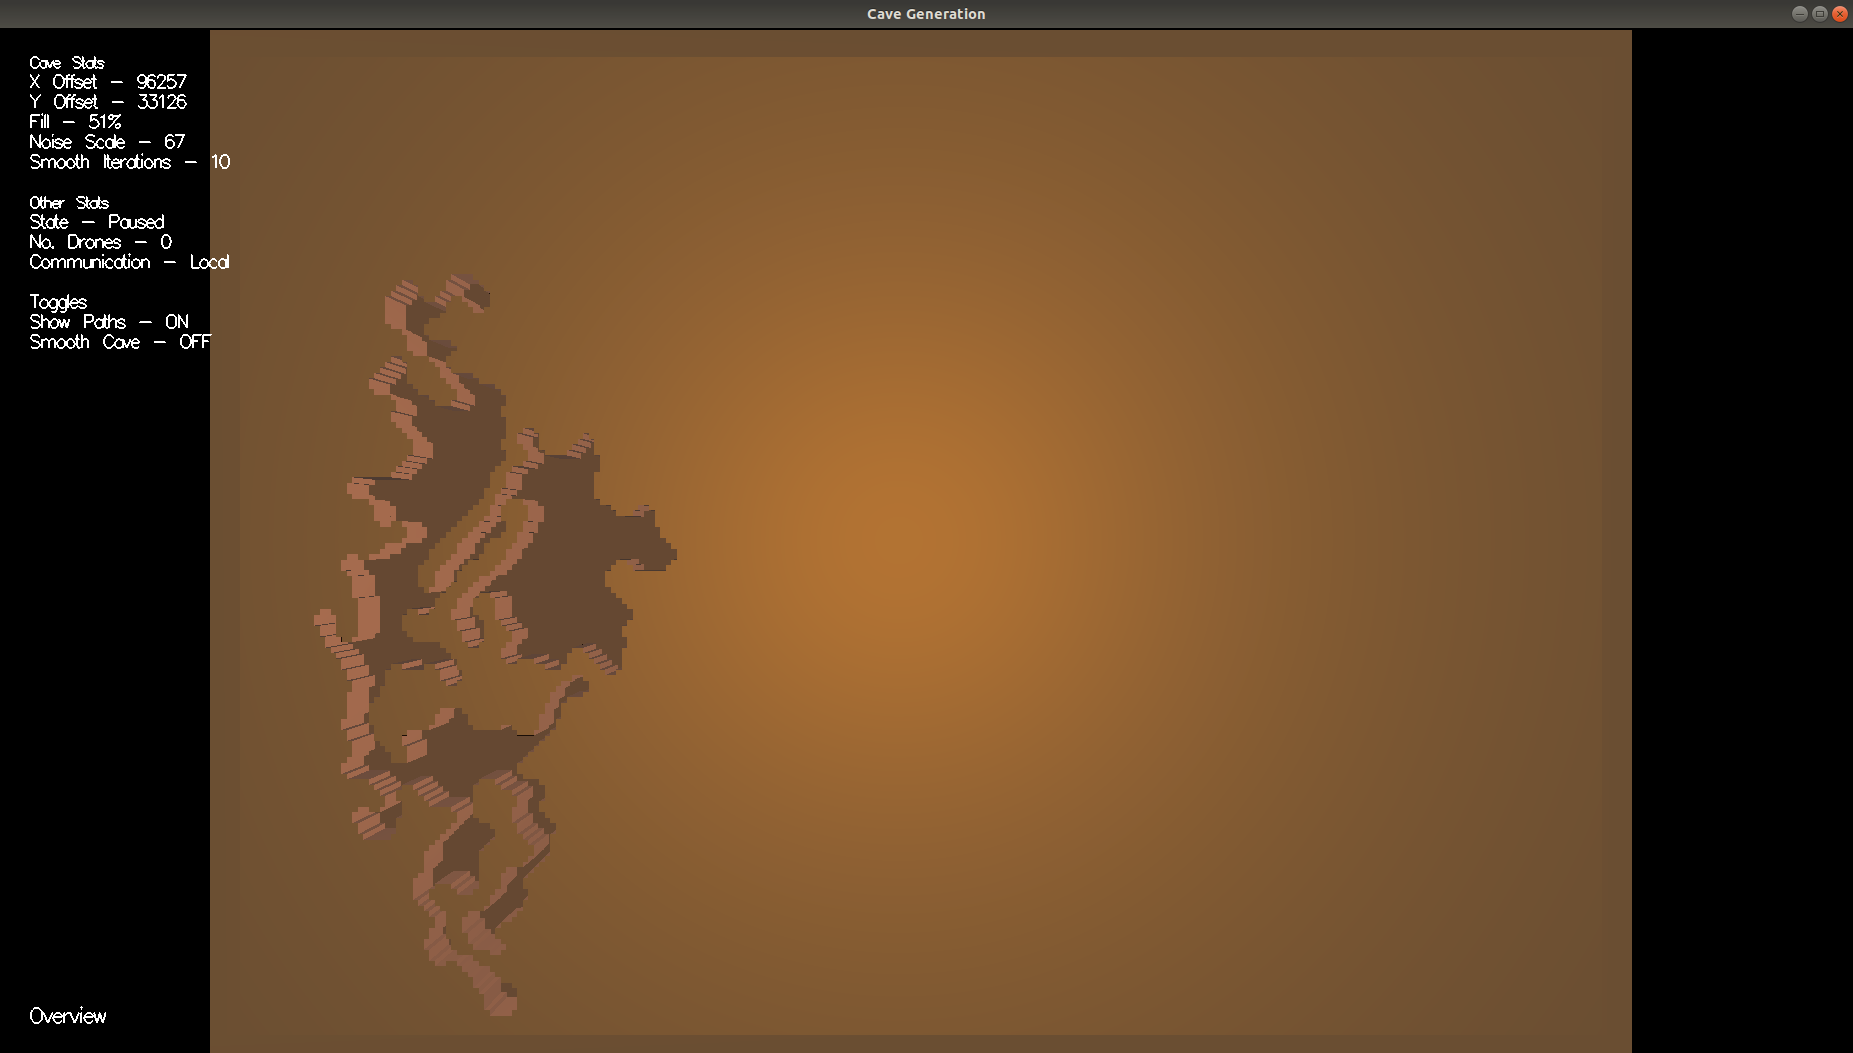 Cave Generation
Cave Stats
X Offset - 96257
Y Offset - 33126
Fill - 51%
Noise Scale - 67
Smooth Iterations - 10
Other Stats
State - Paused
No. Drones - 0
Communication - Local
Toggles
Show Paths - ON
Smooth Cave - OFF
Overview